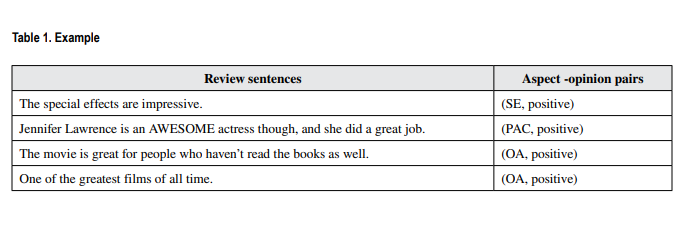 Table 1. Example
Review sentences Aspect -opinion pairs
The special effects are impressive. (SE, positive)
Jennifer Lawrence is an AWESOME actress though, and she did a great job. (PAC, positive)
The movie is great for people who haven’t read the books as well. (OA, positive)
One of the greatest films of all time. (OA, positive)